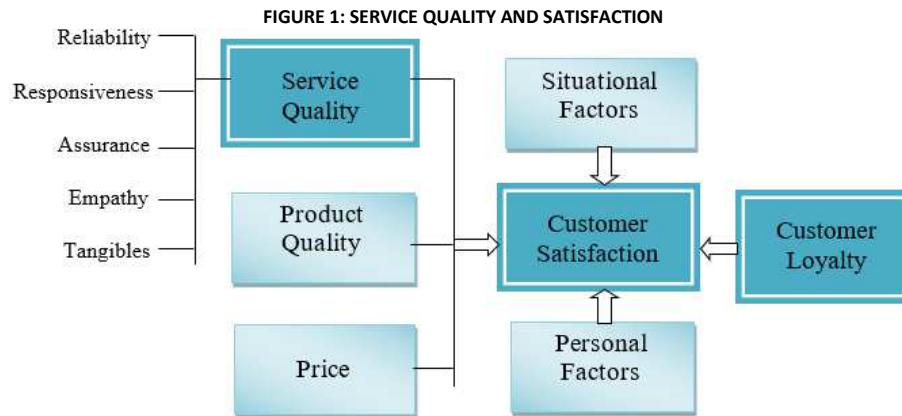 FIGURE 1: SERVICE QUALITY AND SATISFACTION
Reliability
Responsiveness
Assurance
Empathy
Tangibles
Service
Quality
Product
Quality
Price
Situational
Factors
Customer
Satisfaction
Personal
Factors
Customer
Loyalty